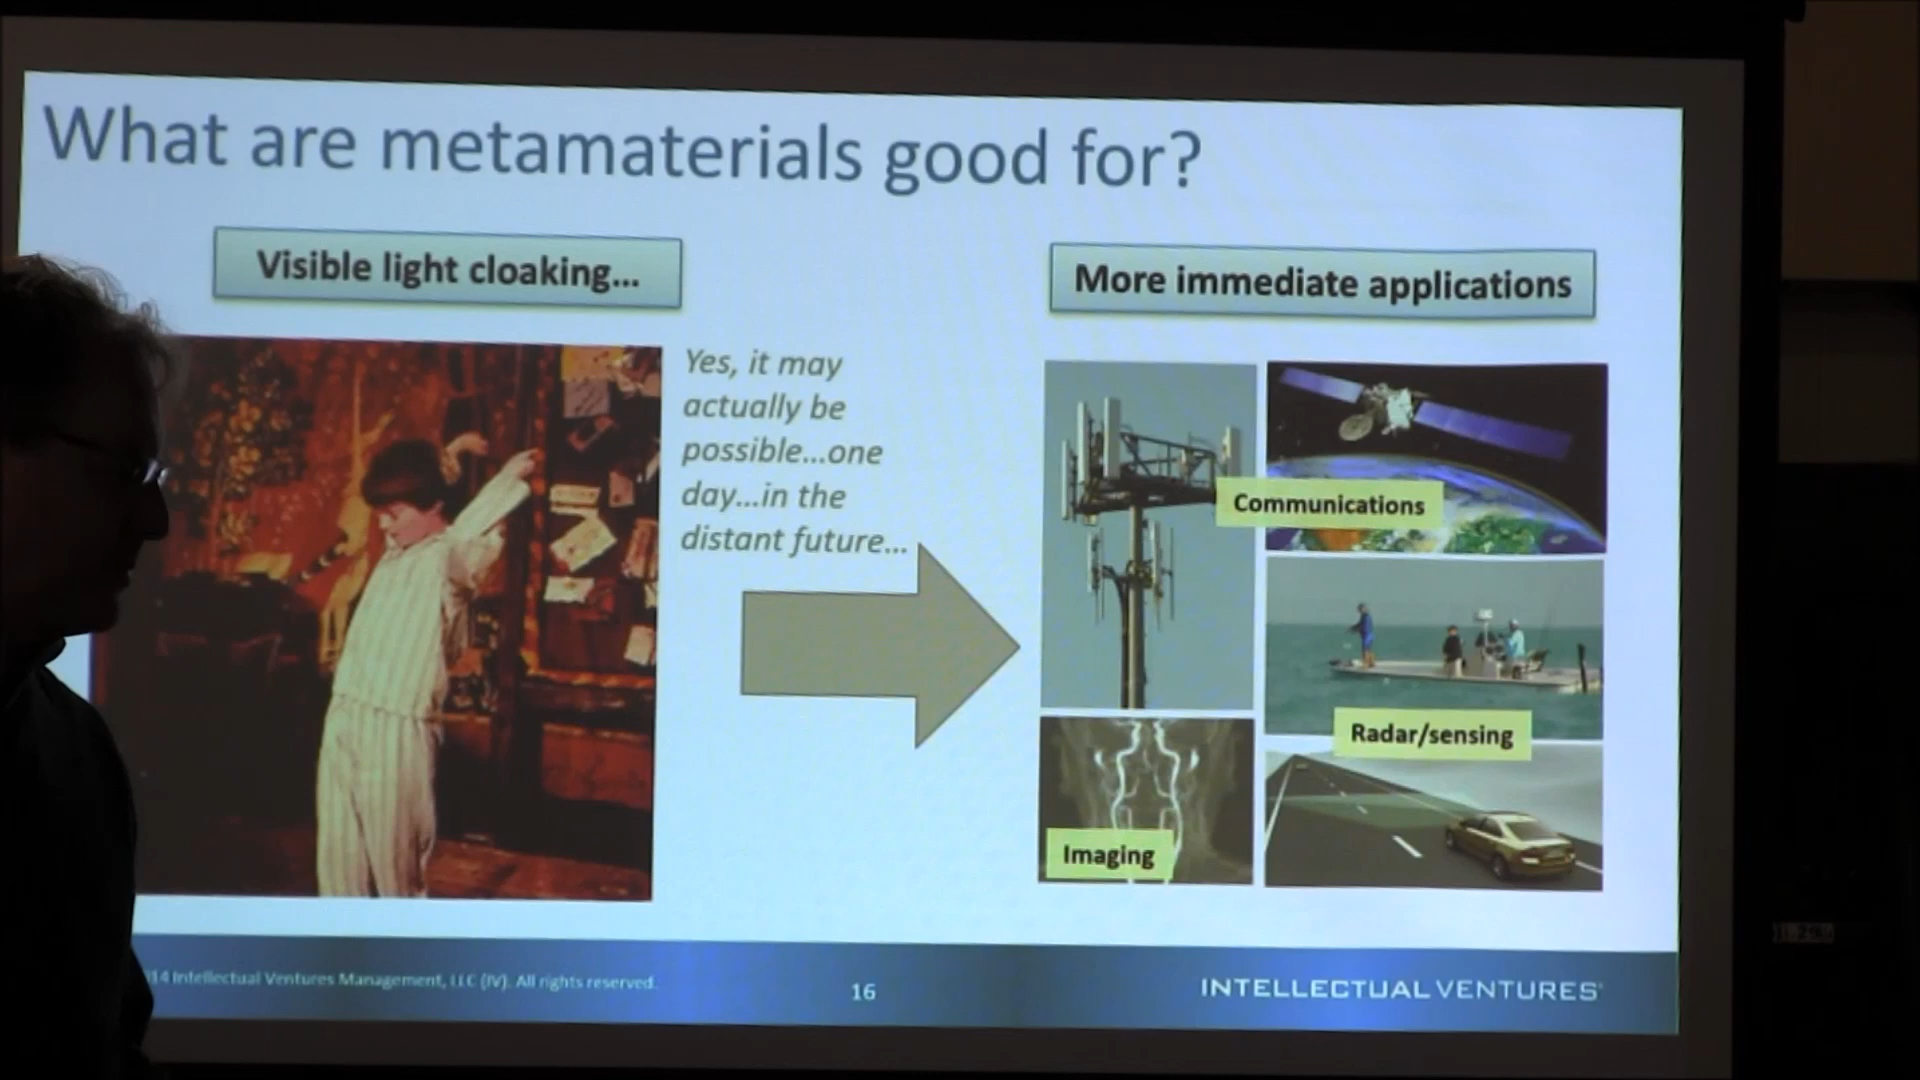 What are metamaterials good for?
Visible light cloaking...
Yes, it may
actually be
possible...one
day...in the
distant future...
More immediate applications
Communications
Radar/sensing
Imaging
14 Intellectual Ventures Management, LLC (IV). All rights reserved.
16
INTELLECTUAL VENTURES